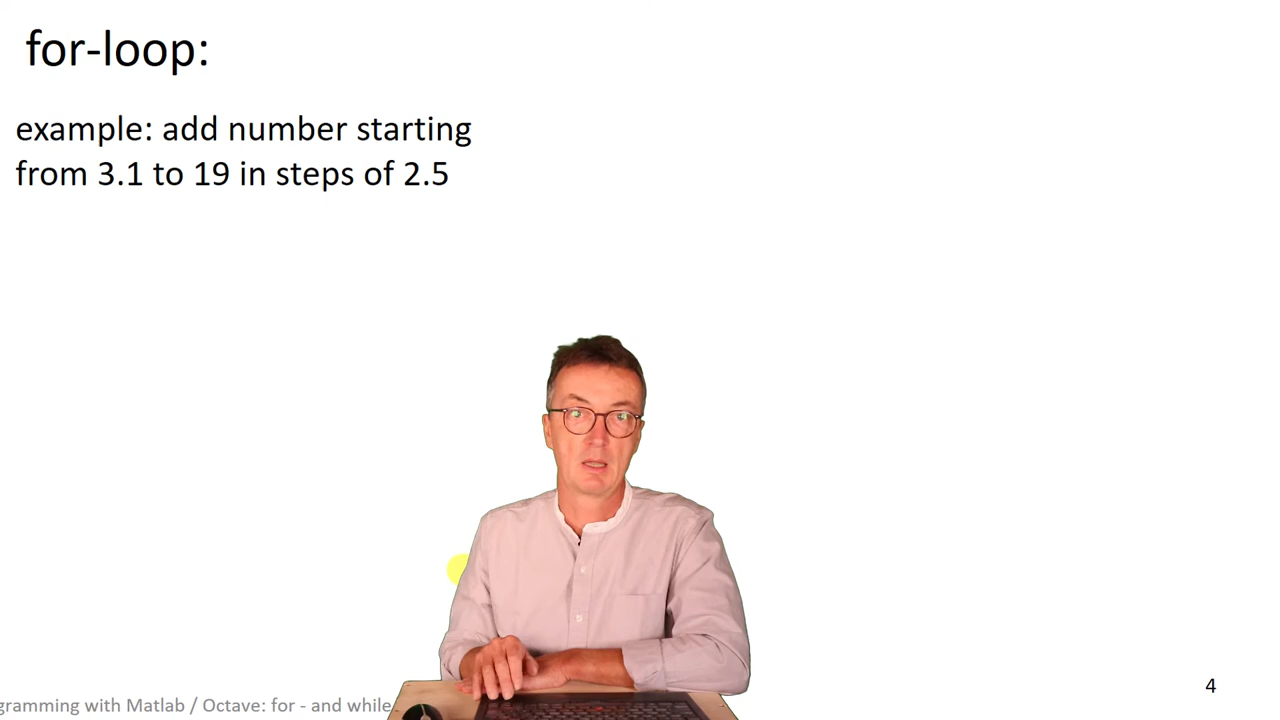 for-loop:
example: add number starting
from 3.1 to 19 in steps of 2.5
gramming with Matlab / Octave: for - and while
4